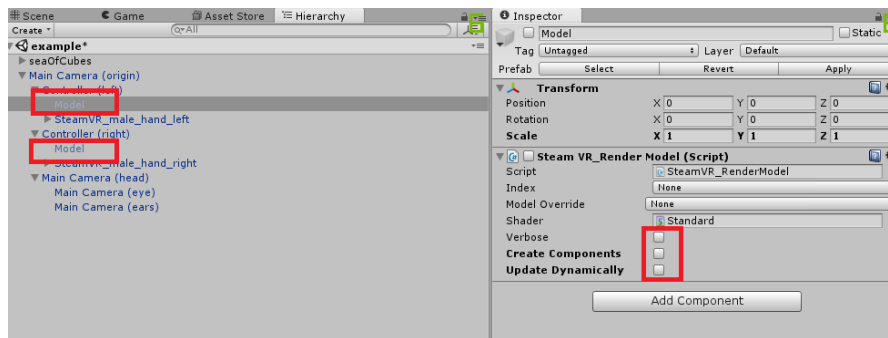 Scene Game Asset Store Hierarchy
Create All
example*
seaOfCubes
Main Camera (origin)
Controller (left)
Model
SteamVR_male_hand_left
Controller (right)
Model
SteamVR_male_hand_right
Main Camera (head)
Main Camera (eye)
Main Camera (ears)
Inspector
Model Static
Tag Untagged Layer Default
Prefab Select Revert Apply
Transform
Position X 0 Y 0 Z 0
Rotation X 0 Y 0 Z 0
Scale X 1 Y 1 Z 1
Steam VR_Render Model (Script)
Script SteamVR_RenderModel
Index None
Model Override None
Shader Standard
Verbose
Create Components
Update Dynamically
Add Component